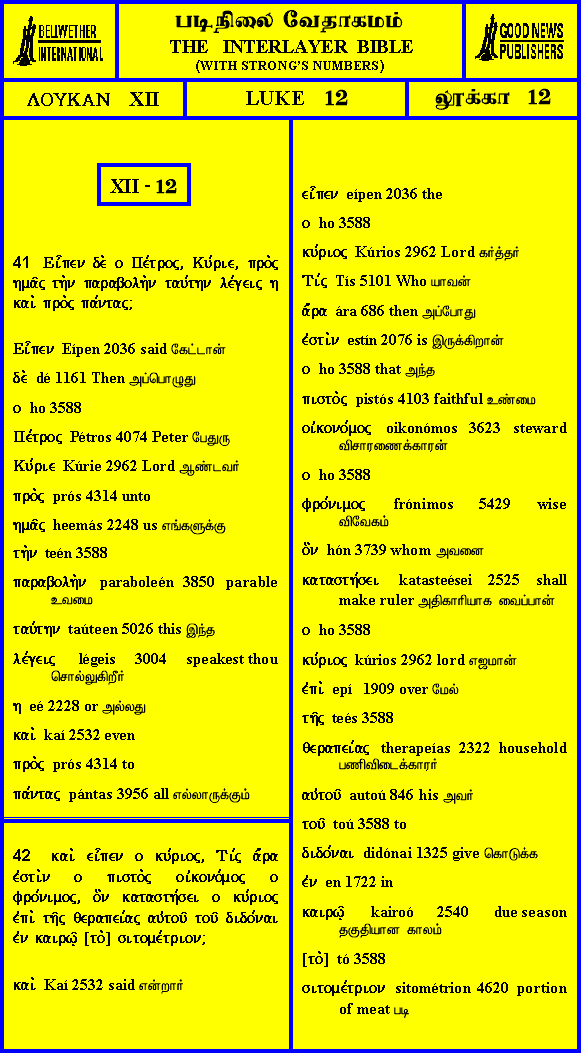 BELLWETHER
INTERNATIONAL
படிநிலை வேதாகமம்
THE INTERLAYER BIBLE
(WITH STRONG'S NUMBERS)
GOOD NEWS
PUBLISHERS
ΛΟΥΚΑΝ XII
LUKE 12
லூக்கா 12
XII - 12
41 Εἶπεν δὲ ο Πέτρος, Κύριε, πρὸς
ημᾶς τὴν παραβολὴν ταύτην λέγεις η
καὶ πρὸς πάντας;
Εἶπεν Eípen 2036 said கேட்டான்
δὲ dé 1161 Then அப்பொழுது
ο ho 3588
Πέτρος Pétros 4074 Peter பேதுரு
Κύριε Kúrie 2962 Lord ஆண்டவர்
πρὸς prós 4314 unto
ημᾶς heemás 2248 us எங்களுக்கு
τὴν teén 3588
παραβολὴν paraboleén 3850 parable
உவமை
ταύτην taúteen 5026 this இந்த
λέγεις légeis 3004 speakest thou
சொல்லுகிறீர்
η eé 2228 or அல்லது
καὶ kaí 2532 even
πρὸς prós 4314 to
πάντας pántas 3956 all எல்லாருக்கும்
42 καὶ εἶπεν ο κύριος, Τίς ἄρα
ἐστὶν ο πιστὸς οἰκονόμος ο
φρόνιμος, ὃν καταστήσει ο κύριος
ἐπὶ τῆς θεραπείας αὐτοῦ τοῦ διδόναι
ἐν καιρῷ [τὸ] σιτομέτριον;
καὶ Kaí 2532 said என்றார்
εἶπεν eípen 2036 the
ο ho 3588
κύριος Kúrios 2962 Lord கர்த்தர்
Τίς Tís 5101 Who யாவன்
ἄρα ára 686 then அப்போது
ἐστὶν estín 2076 is இருக்கிறான்
ο ho 3588 that அந்த
πιστὸς pistós 4103 faithful உண்மை
οἰκονόμος oikonómos 3623 steward
விசாரணைக்காரன்
ο ho 3588
φρόνιμος frónimos 5429 wise
விவேகம்
ὃν hón 3739 whom அவனை
καταστήσει katasteései 2525 shall
make ruler அதிகாரியாக வைப்பான்
ο ho 3588
κύριος kúrios 2962 lord எஜமான்
ἐπὶ epí 1909 over மேல்
τῆς teés 3588
θεραπείας therapeías 2322 household
பணிவிடைக்காரர்
αὐτοῦ autoú 846 his அவர்
τοῦ toú 3588 to
διδόναι didónai 1325 give கொடுக்க
ἐν en 1722 in
καιρῷ kairoó 2540 due season
தகுதியான காலம்
[τὸ] tó 3588
σιτομέτριον sitométrion 4620 portion
of meat படி